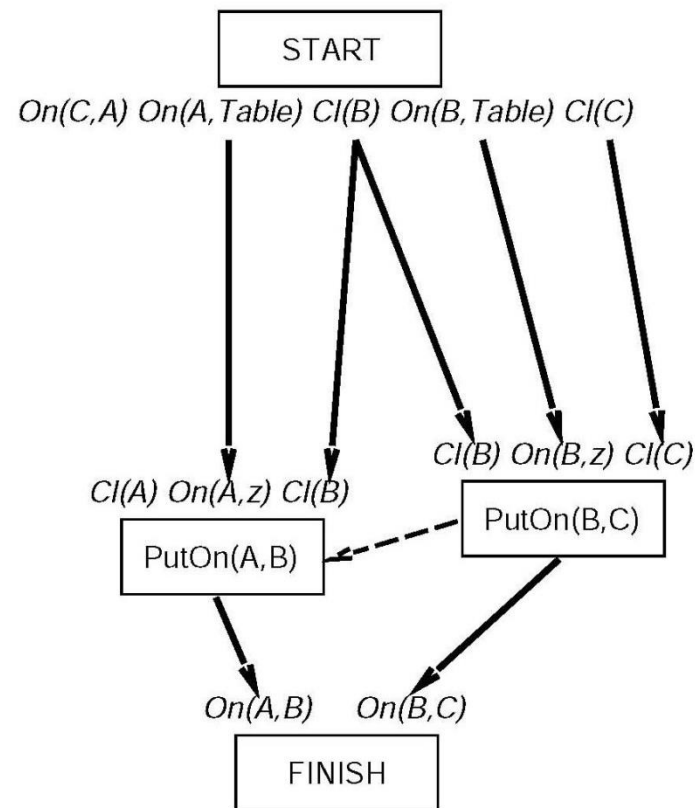 START
On(C,A) On(A,Table) Cl(B) On(B,Table) Cl(C)
Cl(B) On(B,z) Cl(C)
Cl(A) On(A,z) Cl(B)
PutOn(B,C)
PutOn(A,B)
On(A,B) On(B,C)
FINISH